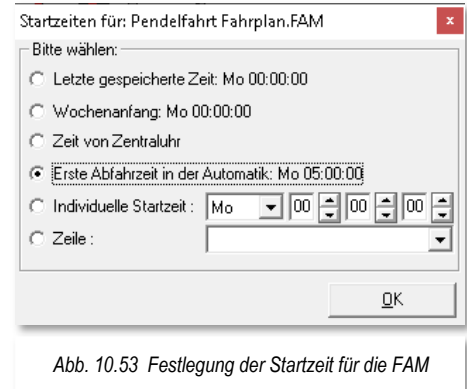 Startzeiten für: Pendelfahrt Fahrplan.FAM x
Bitte wählen:
Letzte gespeicherte Zeit: Mo 00:00:00
Wochenanfang: Mo 00:00:00
Zeit von Zentraluhr
Erste Abfahrzeit in der Automatik: Mo 05:00:00
Individuelle Startzeit : Mo 00 00 00
Zeile :
OK
Abb. 10.53 Festlegung der Startzeit für die FAM